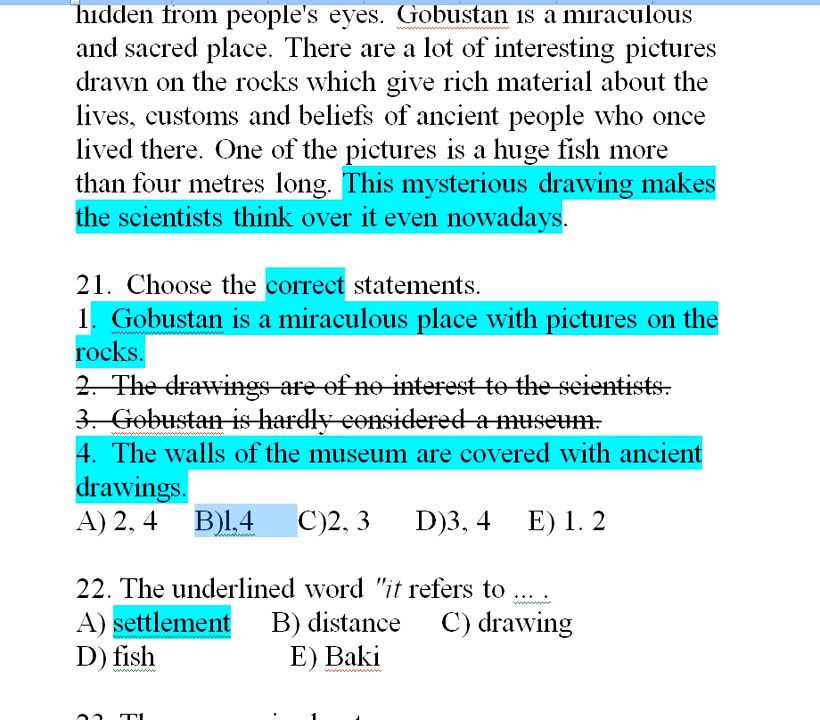 hidden from people's eyes. Gobustan is a miraculous
and sacred place. There are a lot of interesting pictures
drawn on the rocks which give rich material about the
lives, customs and beliefs of ancient people who once
lived there. One of the pictures is a huge fish more
than four metres long. This mysterious drawing makes
the scientists think over it even nowadays.
21. Choose the correct statements.
1. Gobustan is a miraculous place with pictures on the
rocks.
2. The drawings are of no interest to the scientists.
3. Gobustan is hardly considered a museum.
4. The walls of the museum are covered with ancient
drawings.
A) 2, 4 B)1,4 C)2, 3 D)3, 4 E) 1. 2
22. The underlined word "it refers to ... .
A) settlement B) distance C) drawing
D) fish E) Baki